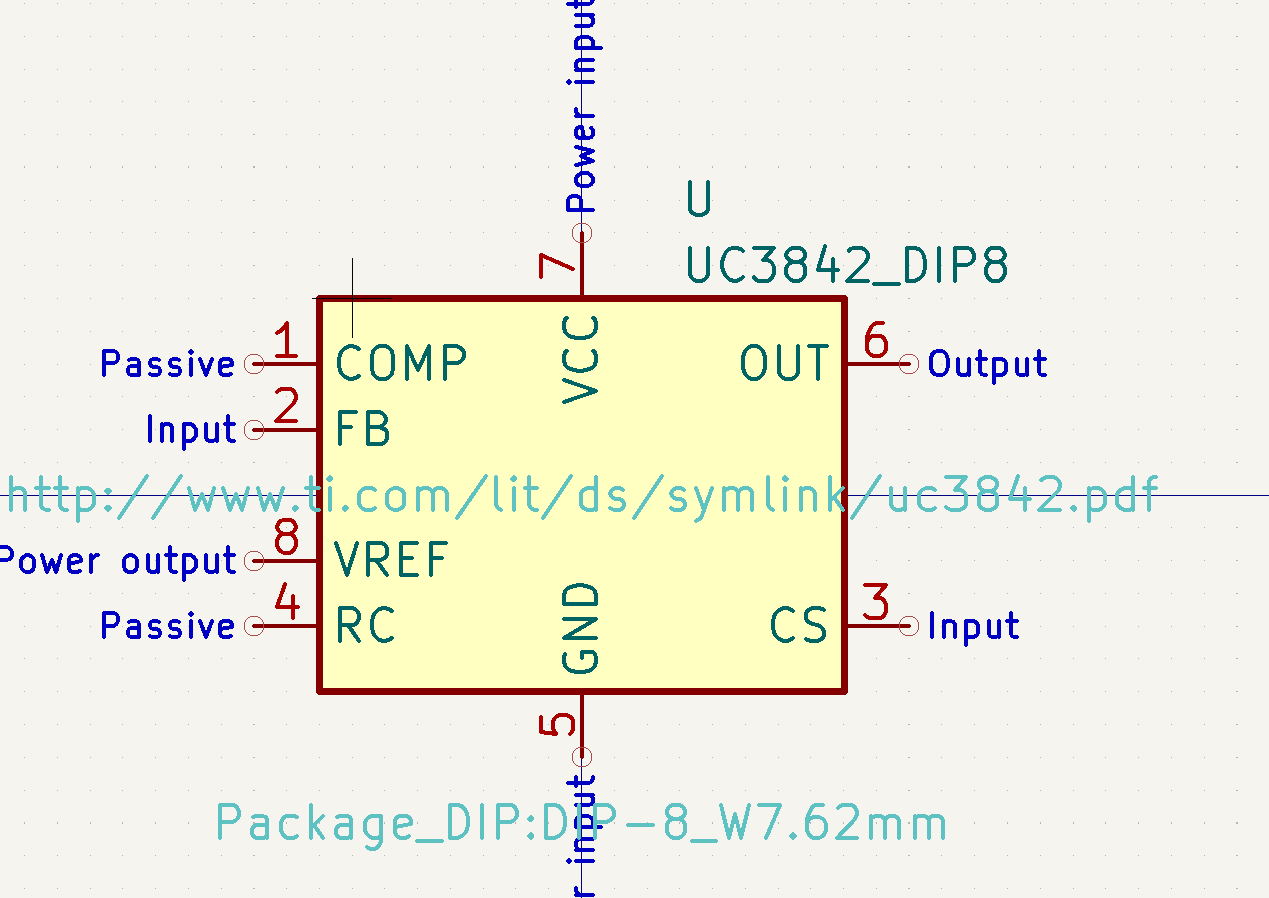 Power input
U
UC3842_DIP8
7
1
Passive
COMP
VCC
OUT
6
Output
2
Input
FB
http://www.ti.com/lit/ds/symlink/uc3842.pdf
8
Power output
VREF
4
Passive
RC
GND
CS
3
Input
5
Package_DIP:DIP-8_W7.62mm
input